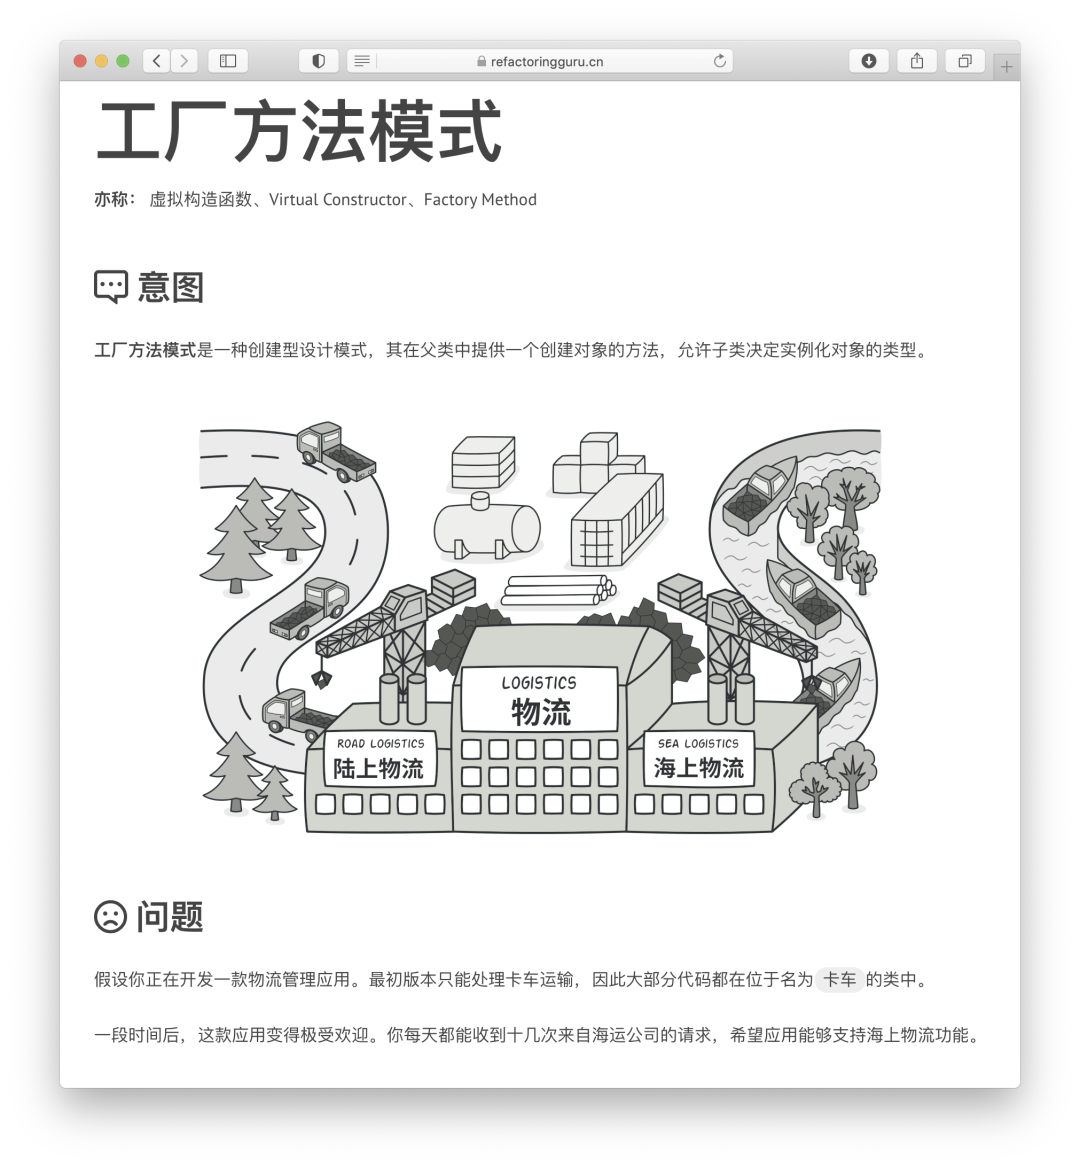 refactoringguru.cn
工厂方法模式
亦称： 虚拟构造函数、Virtual Constructor、Factory Method
意图
工厂方法模式是一种创建型设计模式，其在父类中提供一个创建对象的方法，允许子类决定实例化对象的类型。
LOGISTICS
物流
ROAD LOGISTICS
陆上物流
SEA LOGISTICS
海上物流
问题
假设你正在开发一款物流管理应用。最初版本只能处理卡车运输，因此大部分代码都在位于名为 卡车 的类中。
一段时间后，这款应用变得极受欢迎。你每天都能收到十几次来自海运公司的请求，希望应用能够支持海上物流功能。